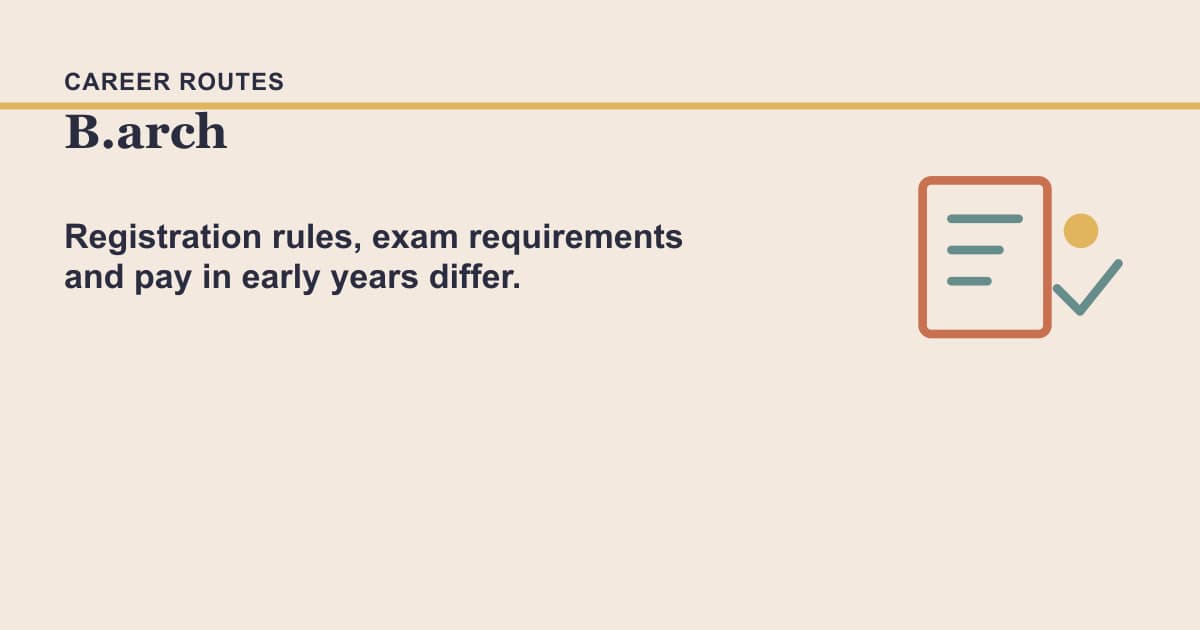 CAREER ROUTES
B.arch
Registration rules, exam requirements
and pay in early years differ.